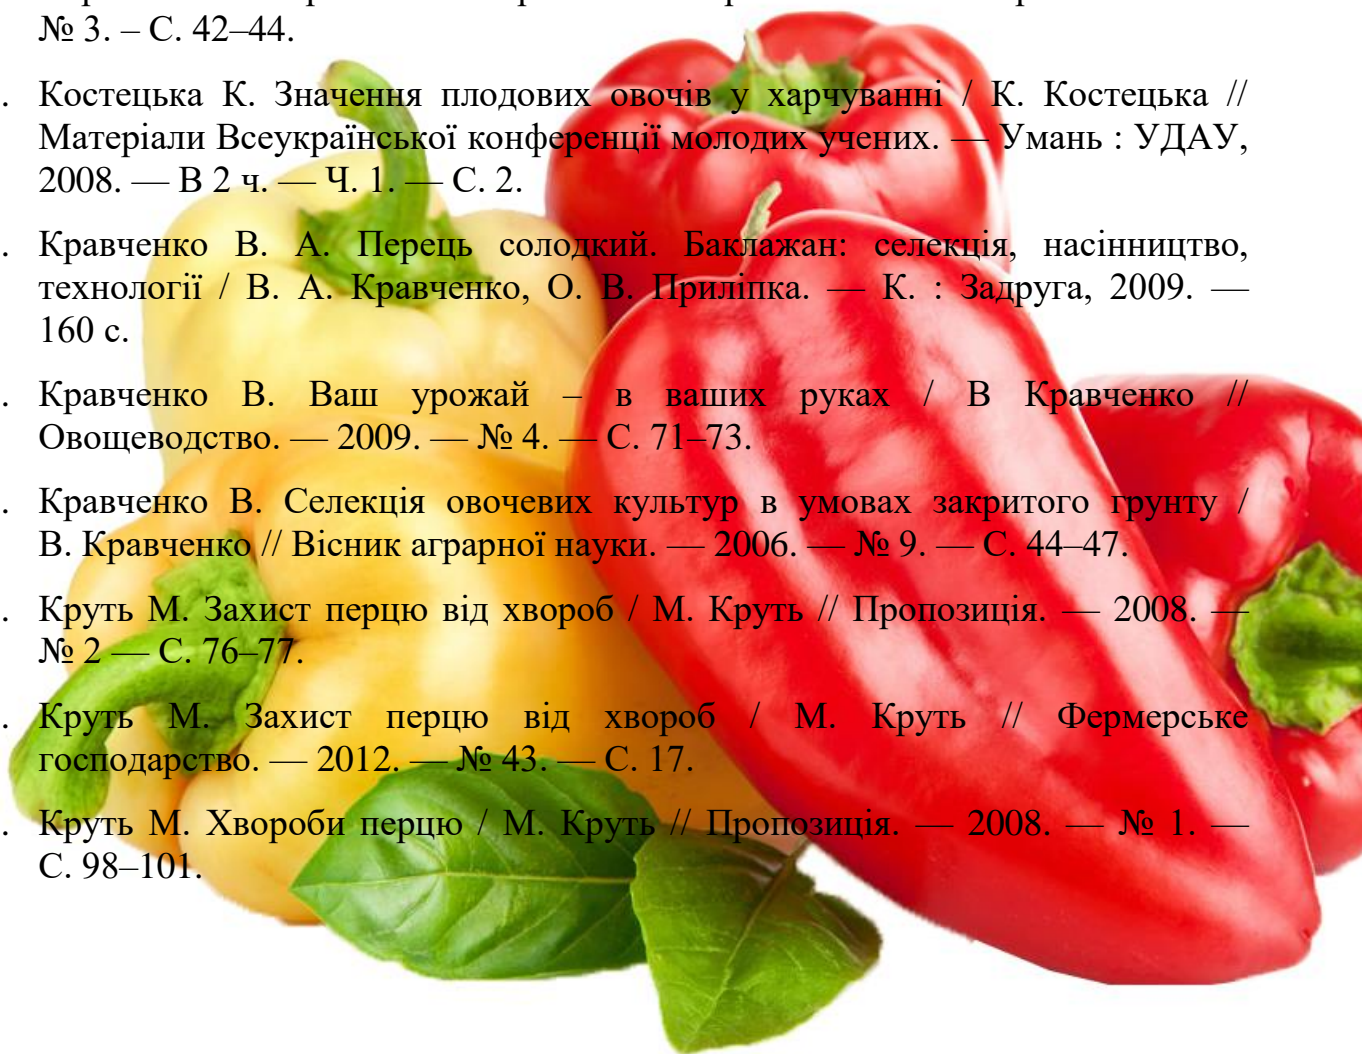 № 3. – С. 42–44.
. Костецька К. Значення плодових овочів у харчуванні / К. Костецька //
Матеріали Всеукраїнської конференції молодих учених. — Умань : УДАУ,
2008. — В 2 ч. — Ч. 1. — С. 2.
. Кравченко В. А. Перець солодкий. Баклажан: селекція, насінництво,
технології / В. А. Кравченко, О. В. Приліпка. — К. : Задруга, 2009. —
160 с.
. Кравченко В. Ваш урожай – в ваших руках / В Кравченко //
Овощеводство. — 2009. — № 4. — С. 71–73.
. Кравченко В. Селекція овочевих культур в умовах закритого грунту /
В. Кравченко // Вісник аграрної науки. — 2006. — № 9. — С. 44–47.
. Круть М. Захист перцю від хвороб / М. Круть // Пропозиція. — 2008. —
№ 2 — С. 76–77.
. Круть М. Захист перцю від хвороб / М. Круть // Фермерське
господарство. — 2012. — № 43. — С. 17.
. Круть М. Хвороби перцю / М. Круть // Пропозиція. — 2008. — № 1. —
С. 98–101.